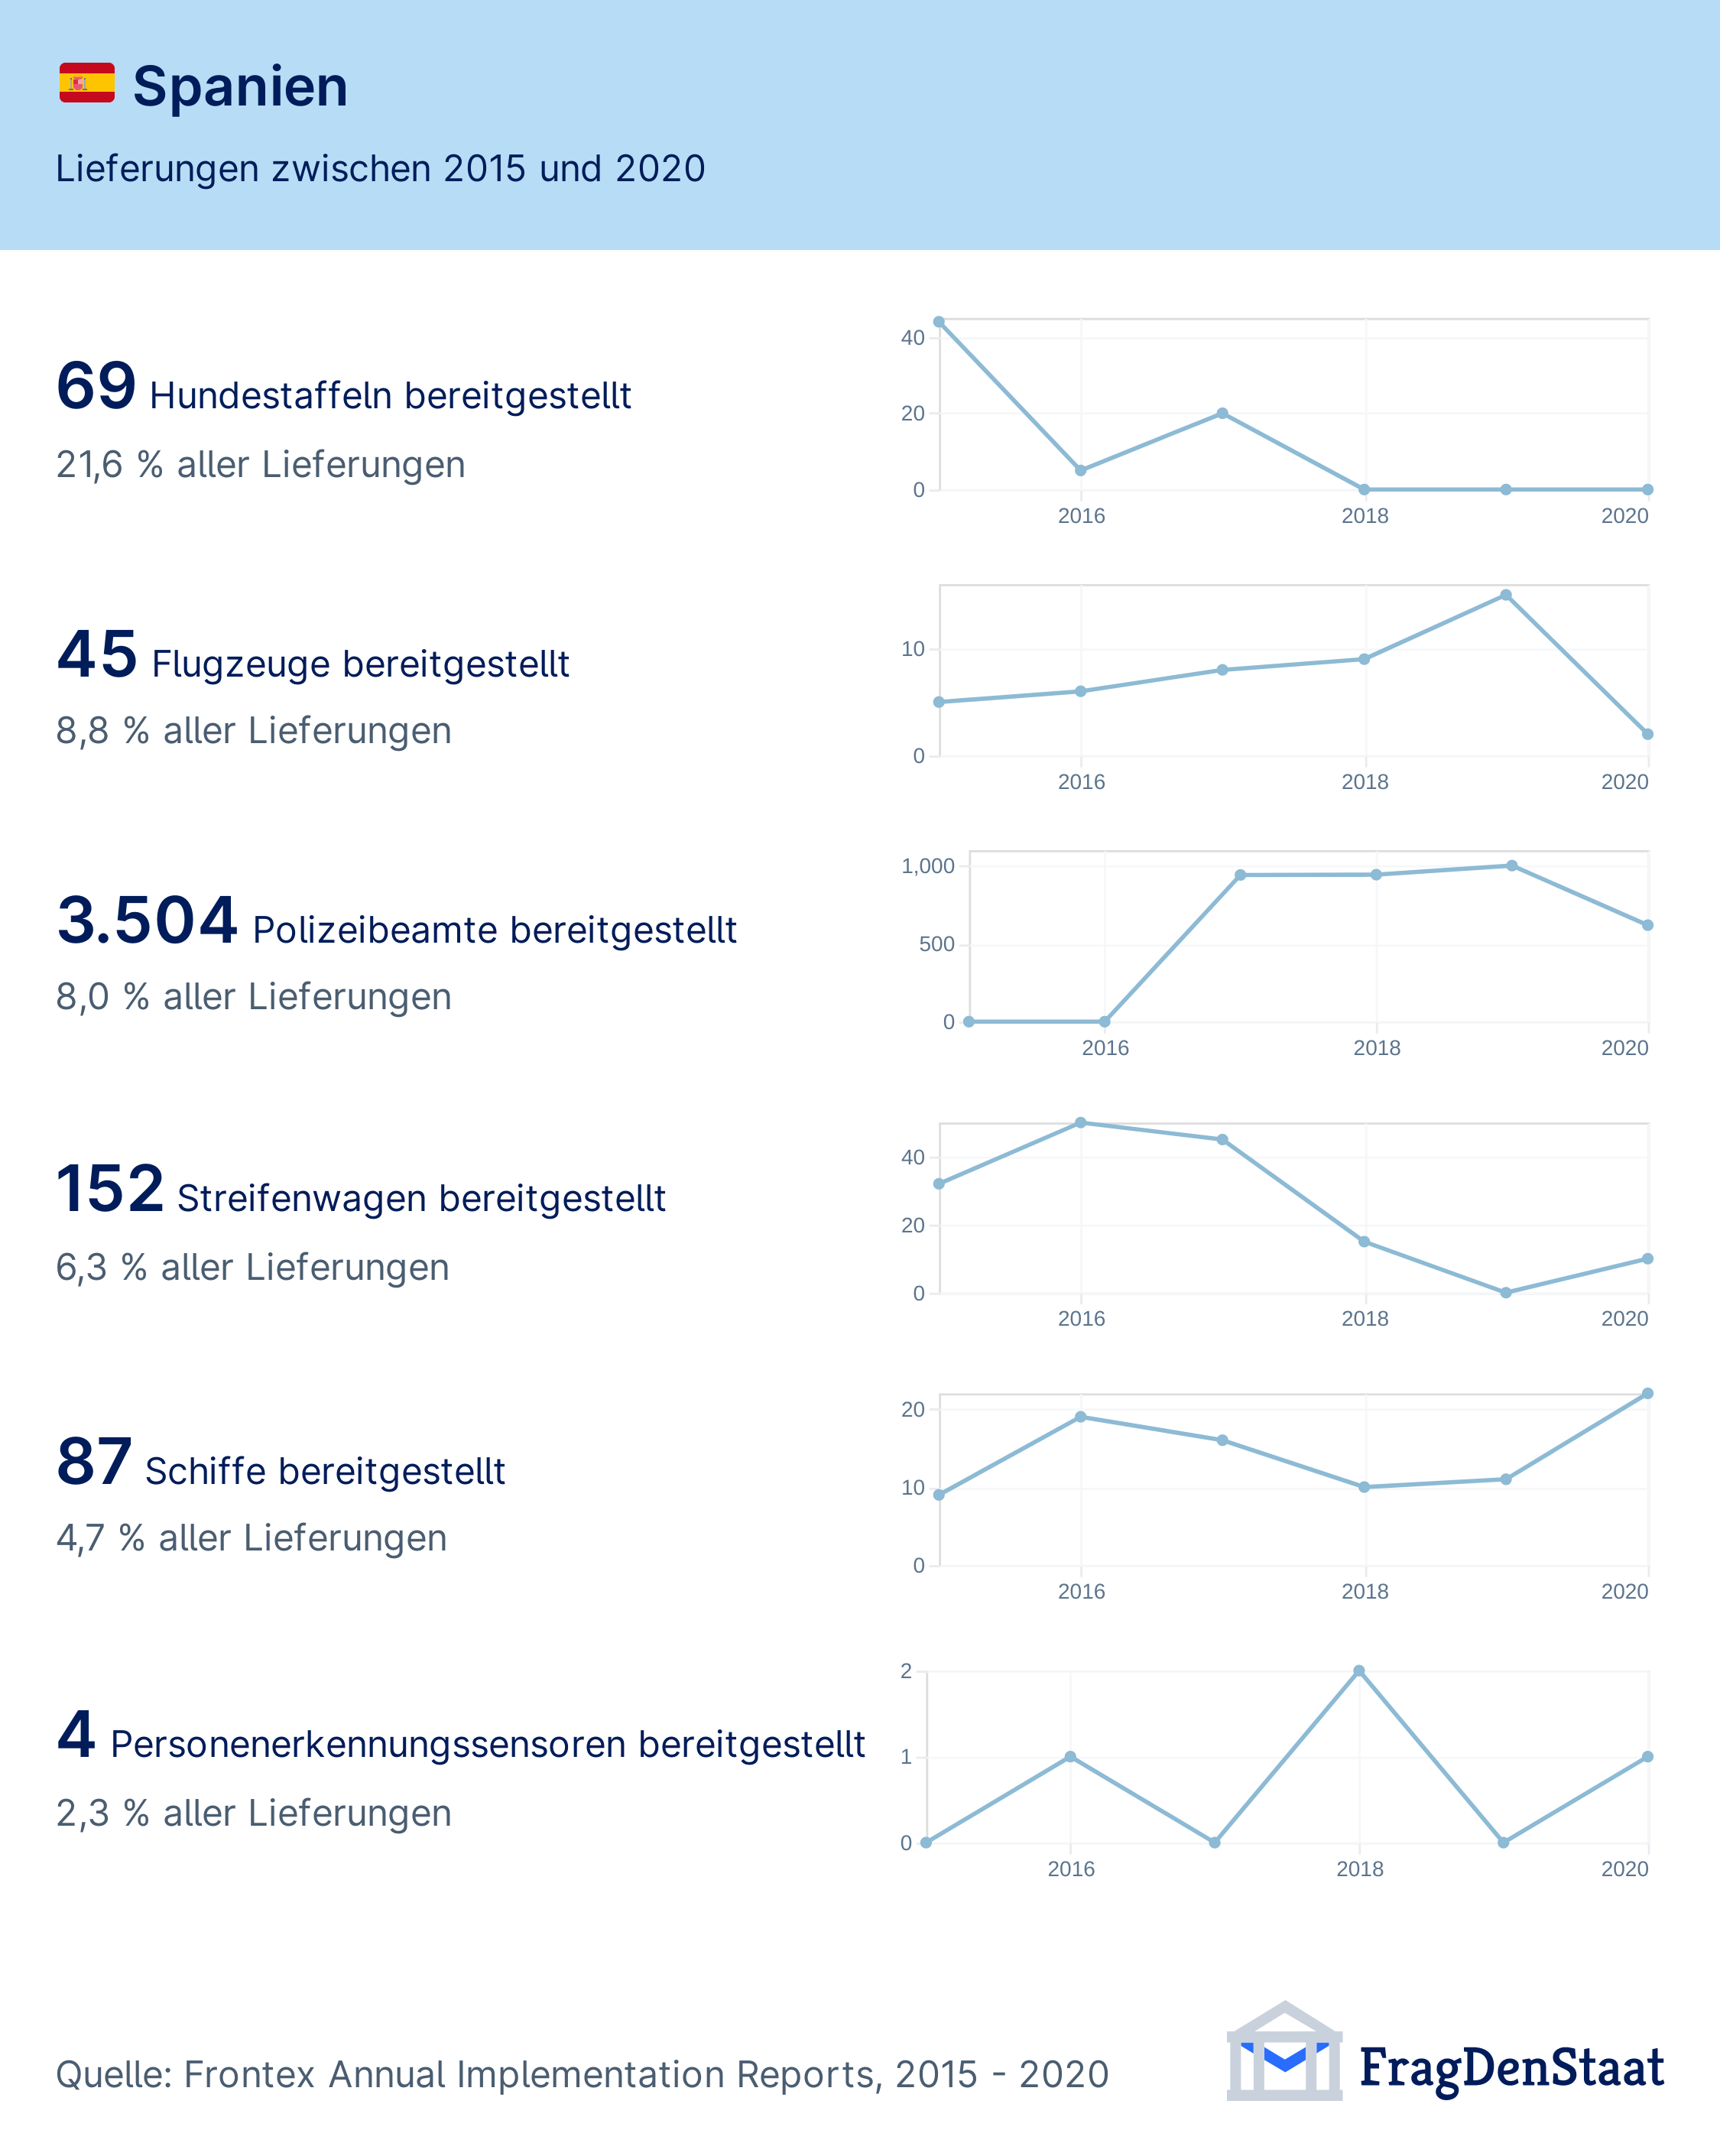 Spanien
Lieferungen zwischen 2015 und 2020
69 Hundestaffeln bereitgestellt
21,6 % aller Lieferungen
40
20
0
2016 2018 2020
45 Flugzeuge bereitgestellt
8,8 % aller Lieferungen
10
0
2016 2018 2020
3.504 Polizeibeamte bereitgestellt
8,0 % aller Lieferungen
1,000
500
0
2016 2018 2020
152 Streifenwagen bereitgestellt
6,3 % aller Lieferungen
40
20
0
2016 2018 2020
87 Schiffe bereitgestellt
4,7 % aller Lieferungen
20
10
0
2016 2018 2020
4 Personenerkennungssensoren bereitgestellt
2,3 % aller Lieferungen
2
1
0
2016 2018 2020
Quelle: Frontex Annual Implementation Reports, 2015 - 2020
FragDenStaat